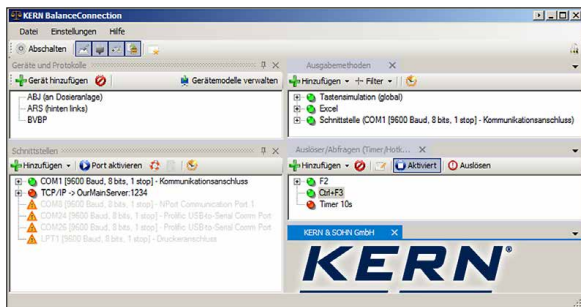 KERN BalanceConnection
Datei Einstellungen Hilfe
Abschalten
Geräte und Protokolle
Gerät hinzufügen Gerätemodelle verwalten
ABJ (an Dosieranlage)
ARS (hinten links)
BVBP
Ausgabemethoden
Hinzufügen Filter
Tastensimulation (global)
Excel
Schnittstelle (COM1 [9600 Baud, 8 bits, 1 stop] - Kommunikationsanschluss)
Schnittstellen
Hinzufügen Port aktivieren
COM1 [9600 Baud, 8 bits, 1 stop] - Kommunikationsanschluss
TCP/IP -> OurMainServer:1234
COM3 [9600 Baud, 8 bits, 1 stop] - NPort Communication Port 1
COM24 [9600 Baud, 8 bits, 1 stop] - Prolific USB-to-Serial Comm Port
COM26 [9600 Baud, 8 bits, 1 stop] - Prolific USB-to-Serial Comm Port
LPT1 [9600 Baud, 8 bits, 1 stop] - Druckeranschluss
Auslöser/Abfragen (Timer/Hotk...
Hinzufügen Aktiviert Auslösen
F2
Ctrl+F3
Timer 10s
KERN & SOHN GmbH
KERN